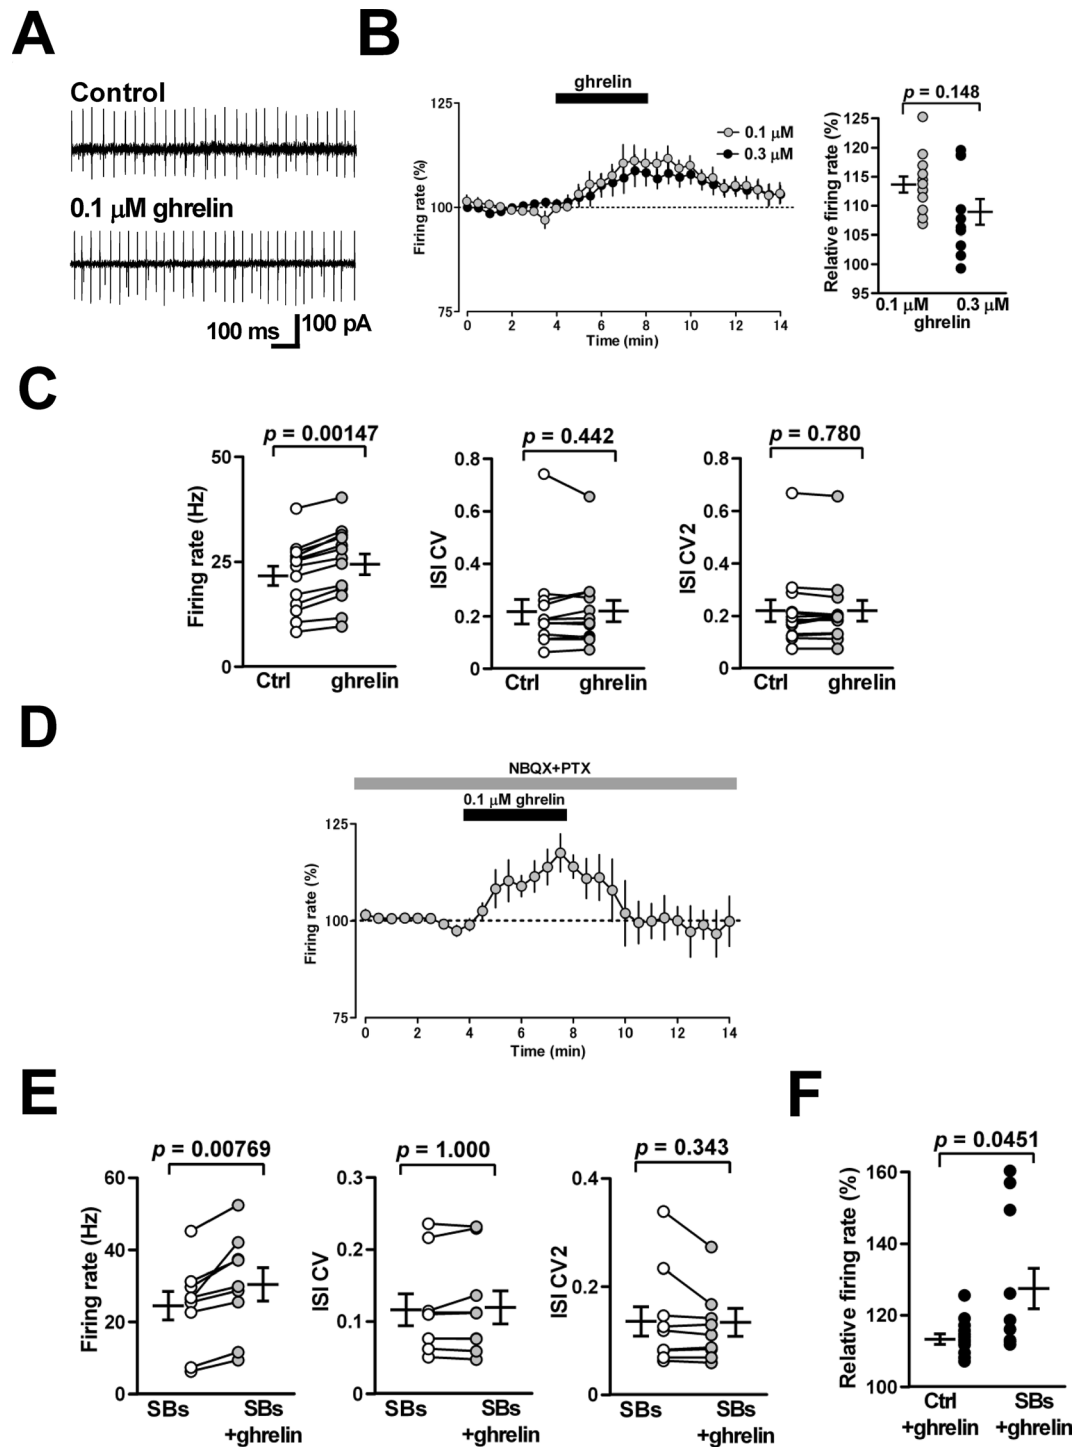 A
B
Control
0.1 μM ghrelin
100 ms
100 pA
ghrelin
0.1 μM
0.3 μM
125
100
75
Firing rate (%)
0 2 4 6 8 10 12 14
Time (min)
p = 0.148
Relative firing rate (%)
125
120
115
110
105
100
95
0.1 μM 0.3 μM
ghrelin
C
p = 0.00147
Firing rate (Hz)
50
25
0
Ctrl ghrelin
p = 0.442
ISI CV
0.8
0.6
0.4
0.2
0
Ctrl ghrelin
p = 0.780
ISI CV2
0.8
0.6
0.4
0.2
0
Ctrl ghrelin
D
NBQX+PTX
0.1 μM ghrelin
Firing rate (%)
125
100
75
0 2 4 6 8 10 12 14
Time (min)
E
p = 0.00769
Firing rate (Hz)
60
40
20
0
SBs SBs
+ghrelin
p = 1.000
ISI CV
0.3
0.2
0.1
0
SBs SBs
+ghrelin
p = 0.343
ISI CV2
0.4
0.2
0
SBs SBs
+ghrelin
F
p = 0.0451
Relative firing rate (%)
160
140
120
100
Ctrl SBs
+ghrelin +ghrelin